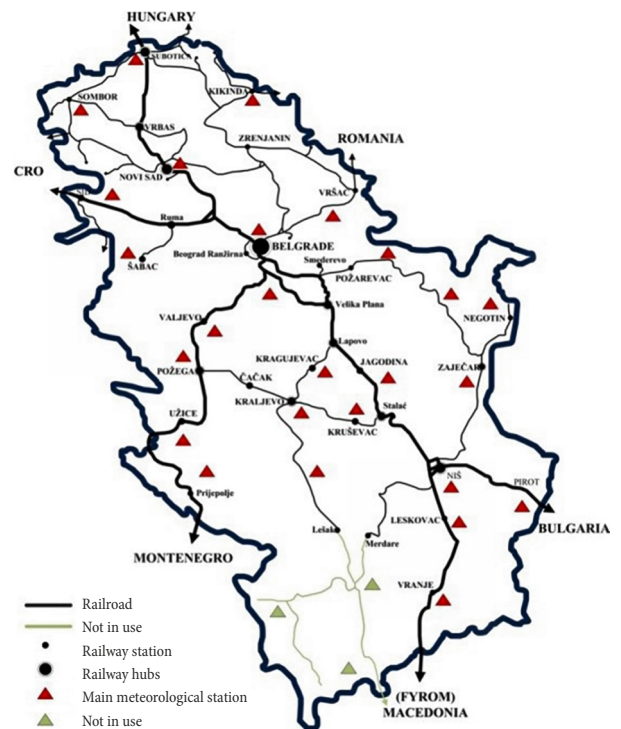 HUNGARY
SUBOTICA
SOMBOR
KIKINDA
VRBAS
ZRENJANIN
ROMANIA
NOVI SAD
CRO
VRŠAC
Ruma
BELGRADE
Beograd Ranžirna
Smederevo
ŠABAC
POŽAREVAC
Velika Plana
VALJEVO
NEGOTIN
Lapovo
KRAGUJEVAC
JAGODINA
ZAJEČAR
POŽEGA
ČAČAK
KRALJEVO
Stalać
UŽICE
KRUŠEVAC
NIŠ
PIROT
Prijepolje
LESKOVAC
BULGARIA
Lešak
Merdare
MONTENEGRO
VRANJE
Railroad
Not in use
Railway station
Railway hubs
Main meteorological station
Not in use
(FYROM)
MACEDONIA